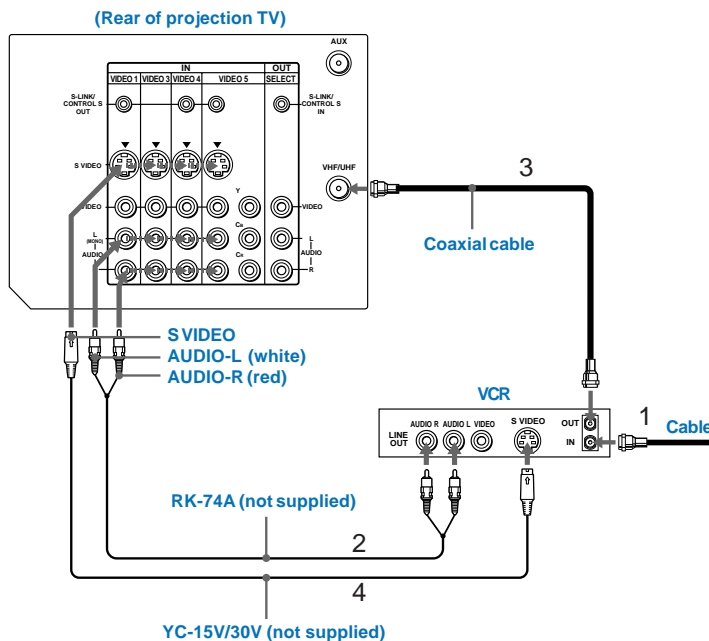 (Rear of projection TV)
AUX
IN
OUT
VIDEO 1
VIDEO 3
VIDEO 4
VIDEO 5
SELECT
S-LINK/
CONTROL S
OUT
S-LINK/
CONTROL S
IN
S VIDEO
VHF/UHF
3
Y
VIDEO
VIDEO
CB
L
(MONO)
AUDIO
L
AUDIO
R
CR
Coaxial cable
S VIDEO
AUDIO-L (white)
AUDIO-R (red)
VCR
AUDIO R
AUDIO L
VIDEO
S VIDEO
OUT
IN
LINE
OUT
1
Cable
RK-74A (not supplied)
2
4
YC-15V/30V (not supplied)